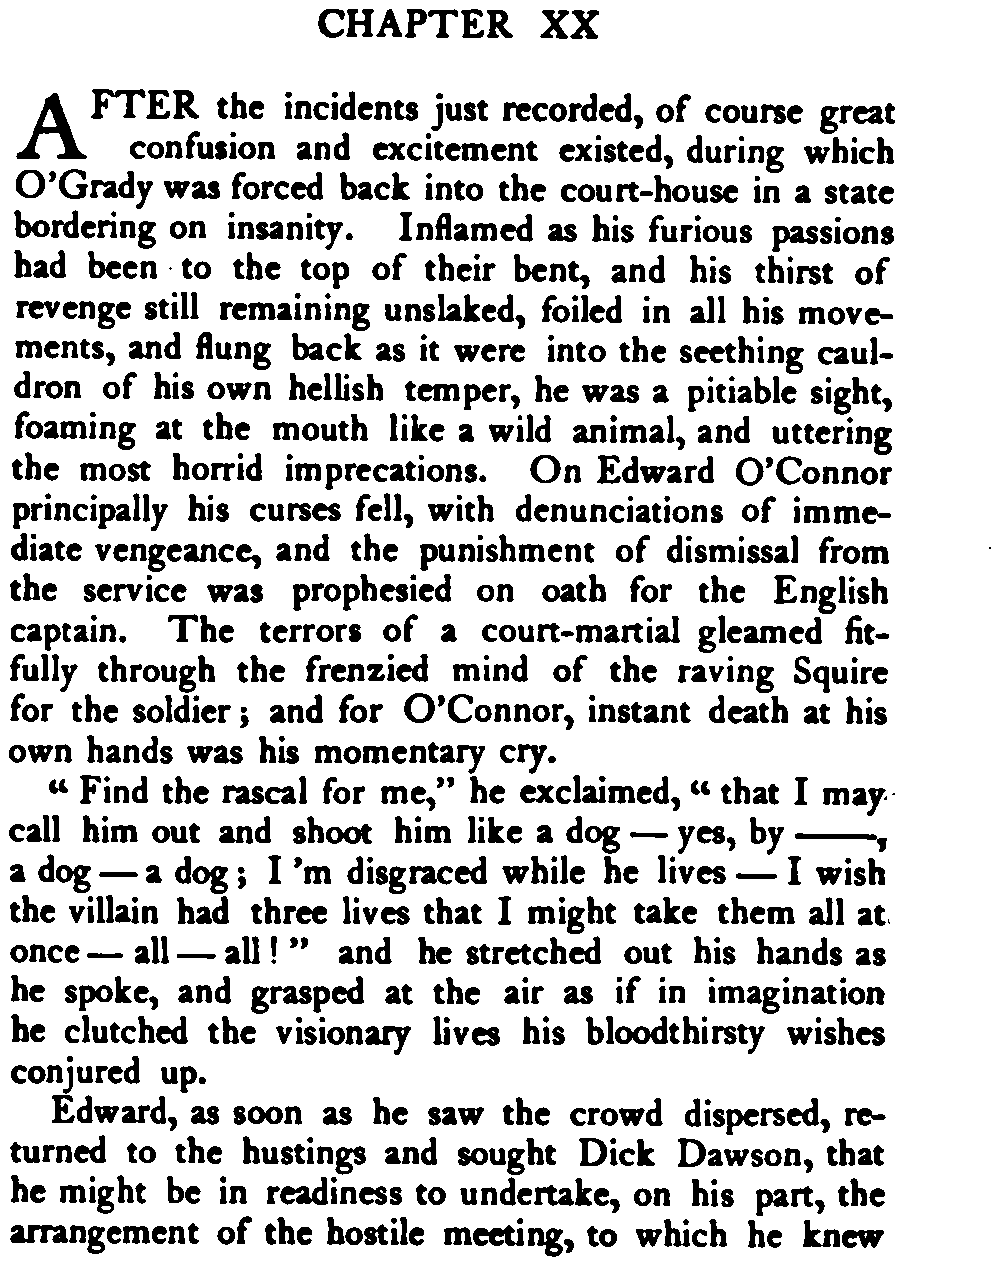 CHAPTER XX
AFTER the incidents just recorded, of course great
confusion and excitement existed, during which
O'Grady was forced back into the court-house in a state
bordering on insanity. Inflamed as his furious passions
had been to the top of their bent, and his thirst of
revenge still remaining unslaked, foiled in all his move-
ments, and flung back as it were into the seething caul-
dron of his own hellish temper, he was a pitiable sight,
foaming at the mouth like a wild animal, and uttering
the most horrid imprecations. On Edward O'Connor
principally his curses fell, with denunciations of imme-
diate vengeance, and the punishment of dismissal from
the service was prophesied on oath for the English
captain. The terrors of a court-martial gleamed fit-
fully through the frenzied mind of the raving Squire
for the soldier; and for O'Connor, instant death at his
own hands was his momentary cry.
“ Find the rascal for me,” he exclaimed, “ that I may
call him out and shoot him like a dog — yes, by ——,
a dog — a dog; I 'm disgraced while he lives — I wish
the villain had three lives that I might take them all at
once — all — all! ” and he stretched out his hands as
he spoke, and grasped at the air as if in imagination
he clutched the visionary lives his bloodthirsty wishes
conjured up.
Edward, as soon as he saw the crowd dispersed, re-
turned to the hustings and sought Dick Dawson, that
he might be in readiness to undertake, on his part, the
arrangement of the hostile meeting, to which he knew